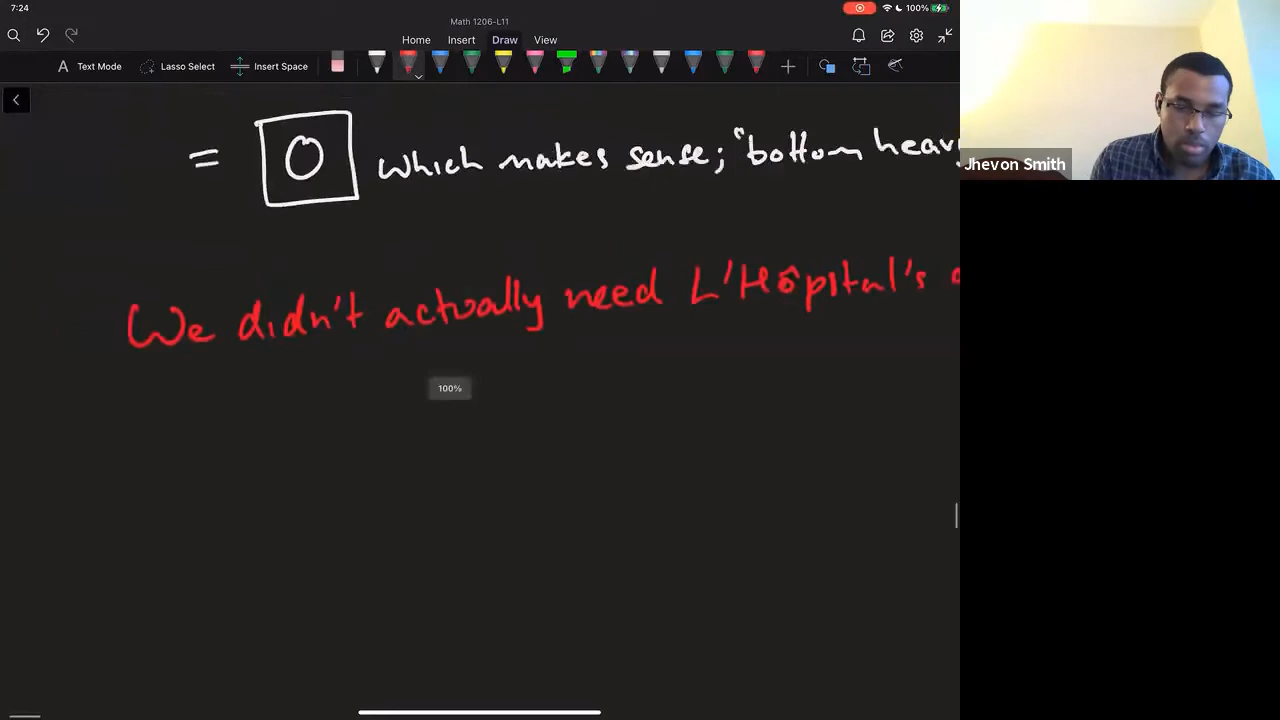 7:24
100%
Math 1206-L11
Home Insert Draw View
Text Mode Lasso Select Insert Space
= 0 which makes sense; "bottom heav
Jhevon Smith
We didn't actually need L'Hôpital's
100%